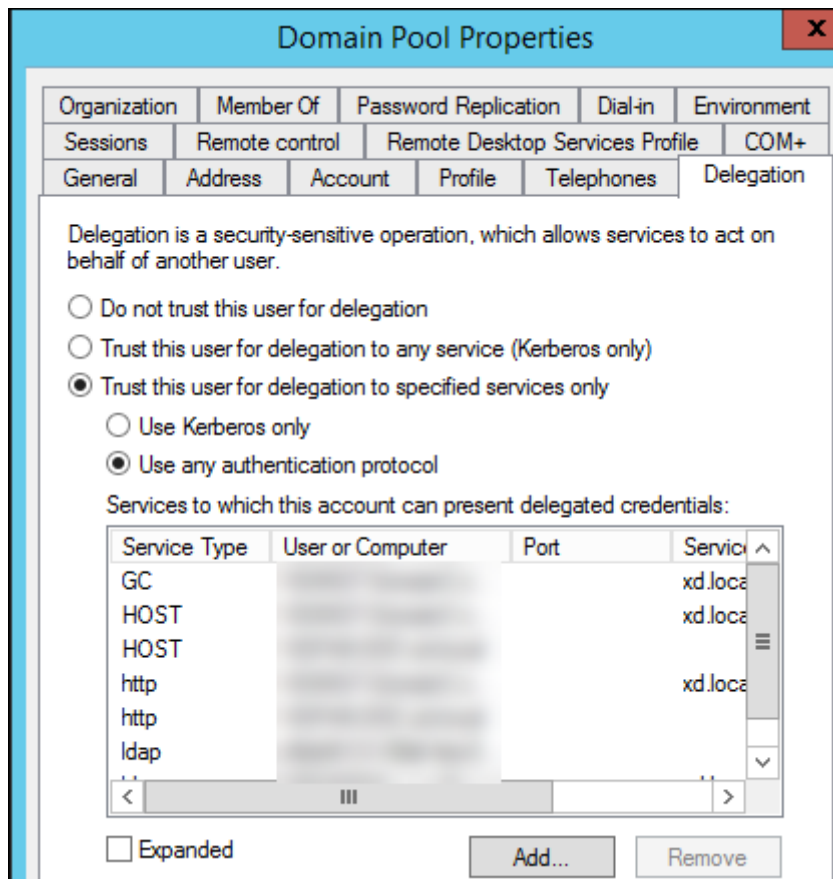 Domain Pool Properties
x
Organization Member Of Password Replication Dial-in Environment
Sessions Remote control Remote Desktop Services Profile COM+
General Address Account Profile Telephones Delegation
Delegation is a security-sensitive operation, which allows services to act on
behalf of another user.
Do not trust this user for delegation
Trust this user for delegation to any service (Kerberos only)
Trust this user for delegation to specified services only
Use Kerberos only
Use any authentication protocol
Services to which this account can present delegated credentials:
Service Type User or Computer Port Servic
GC xd.loca
HOST xd.loca
HOST
http xd.loca
http
ldap
Expanded Add... Remove